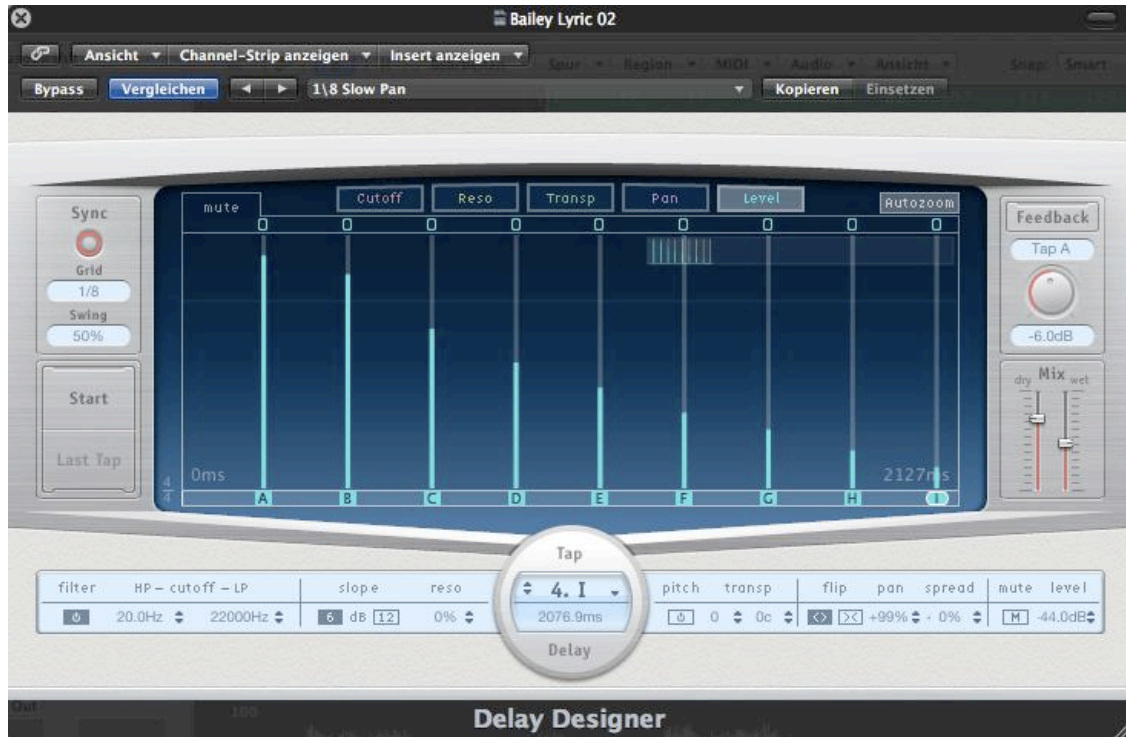 Bailey Lyric 02
Ansicht Channel-Strip anzeigen Insert anzeigen
Spur Region MIDI Audio Ansicht Snap: Smart
Bypass Vergleichen 1\8 Slow Pan Kopieren Einsetzen
mute Cutoff Reso Transp Pan Level Autozoom
Sync
Grid
1/8
Swing
50%
Start
Last Tap
0ms 2127ms
4
4
A B C D E F G H I
Feedback
Tap A
-6.0dB
dry Mix wet
Tap
4. I
2076.9ms
Delay
filter HP – cutoff – LP slope reso pitch transp flip pan spread mute level
20.0Hz 22000Hz 6 dB 12 0% 0 0c +99% 0% M -44.0dB
Out
100
Delay Designer